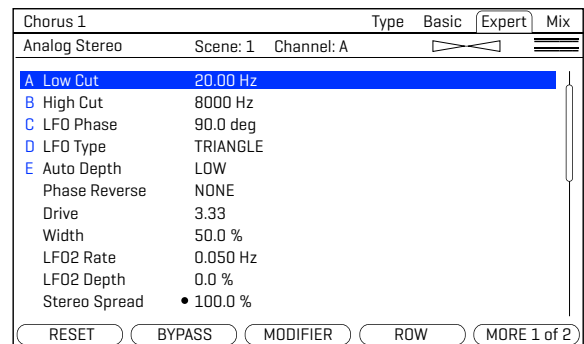 Chorus 1 Type Basic Expert Mix
Analog Stereo Scene: 1 Channel: A
A Low Cut 20.00 Hz
B High Cut 8000 Hz
C LFO Phase 90.0 deg
D LFO Type TRIANGLE
E Auto Depth LOW
Phase Reverse NONE
Drive 3.33
Width 50.0 %
LFO2 Rate 0.050 Hz
LFO2 Depth 0.0 %
Stereo Spread • 100.0 %
RESET BYPASS MODIFIER ROW MORE 1 of 2